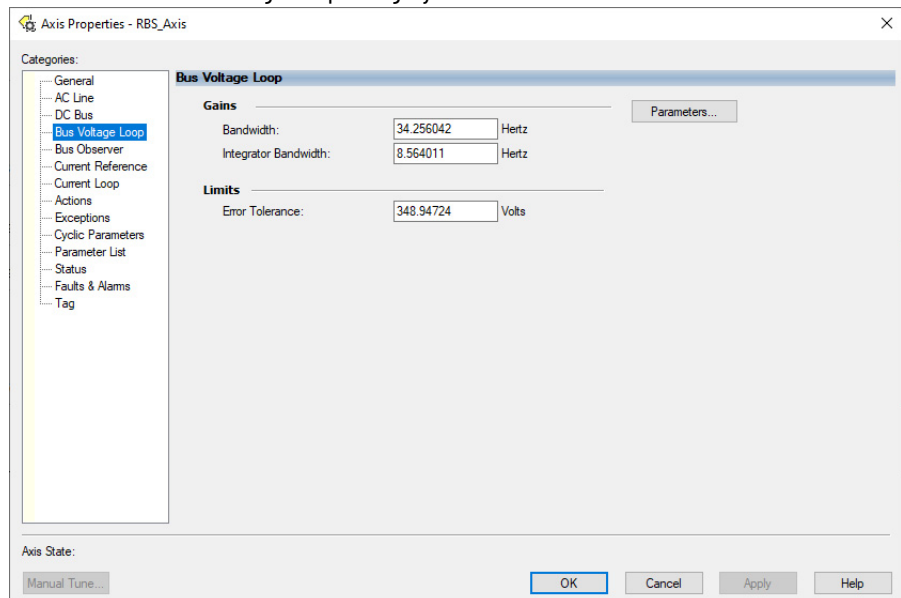 Axis Properties - RBS_Axis
Categories:
General
AC Line
DC Bus
Bus Voltage Loop
Bus Observer
Current Reference
Current Loop
Actions
Exceptions
Cyclic Parameters
Parameter List
Status
Faults & Alarms
Tag
Bus Voltage Loop
Gains
Parameters...
Bandwidth: 34.256042 Hertz
Integrator Bandwidth: 8.564011 Hertz
Limits
Error Tolerance: 348.94724 Volts
Axis State:
Manual Tune... OK Cancel Apply Help